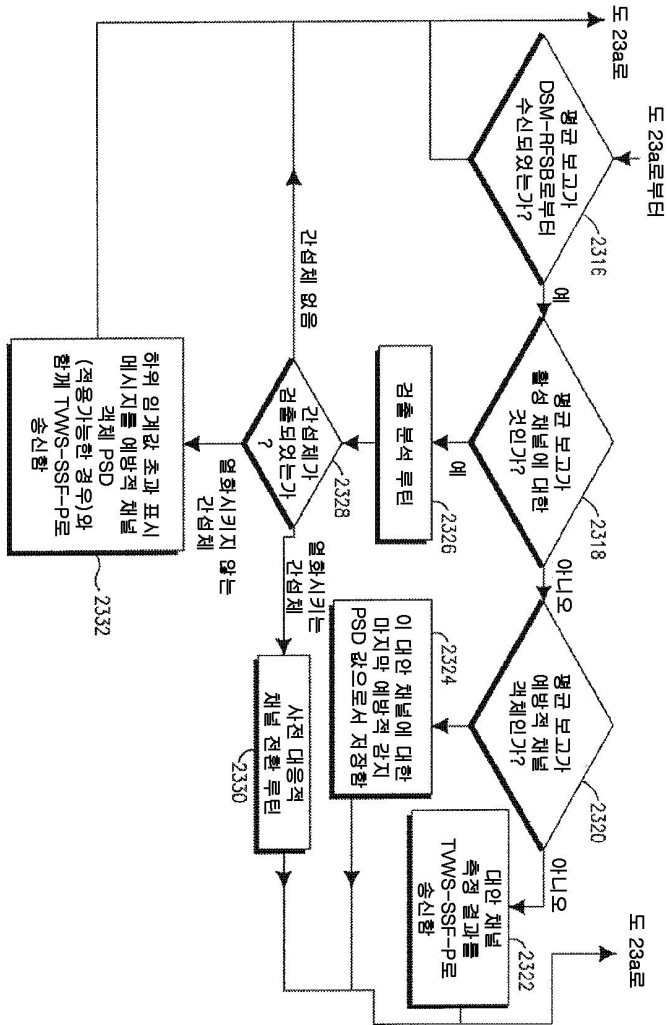 도 23a로
도 23a로부터
평균 보고가
DSM-RFSB로부터
수신되었는가?
2316
예
평균 보고가
활성 채널에 대한
것인가?
2318
아니오
평균 보고가
예방적 채널
객체인가?
2320
아니오
대안 채널
측정 결과를
TVWS-SSF-P로
송신함
2322
도 23a로
예
검출 분석 루틴
2326
2324
이 대안 채널에 대한
마지막 예방적 감지
PSD 값으로서 저장함
간섭체가
검출되었는가
?
2328
간섭체 없음
열화시키지 않는
간섭체
열화시키는
간섭체
사전 대응적
채널 전환 루틴
2330
하위 임계값 초과 표시
메시지를 예방적 채널
객체 PSD
(적용가능한 경우)와
함께 TVWS-SSF-P로
송신함
2332